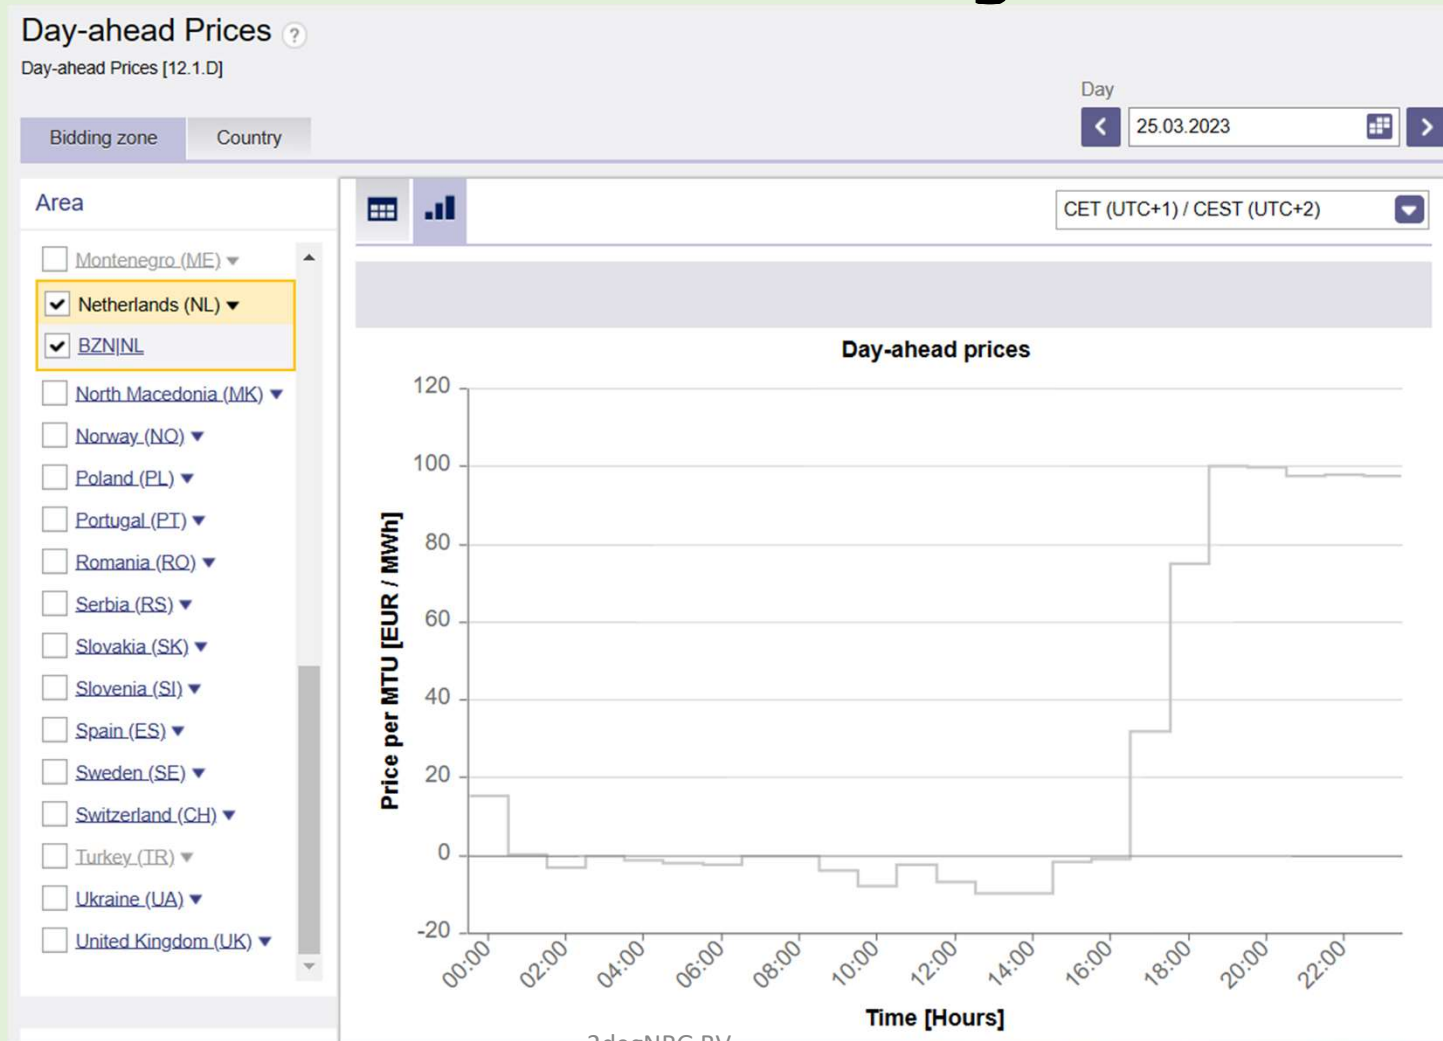 Day-ahead Prices ?
Day-ahead Prices [12.1.D]
Day
25.03.2023
Bidding zone
Country
Area
CET (UTC+1) / CEST (UTC+2)
Montenegro (ME)
Netherlands (NL)
BZN|NL
North Macedonia (MK)
Norway (NO)
Poland (PL)
Portugal (PT)
Romania (RO)
Serbia (RS)
Slovakia (SK)
Slovenia (SI)
Spain (ES)
Sweden (SE)
Switzerland (CH)
Turkey (TR)
Ukraine (UA)
United Kingdom (UK)
Day-ahead prices
Price per MTU [EUR / MWh]
120
100
80
60
40
20
0
-20
00:00
02:00
04:00
06:00
08:00
10:00
12:00
14:00
16:00
18:00
20:00
22:00
Time [Hours]